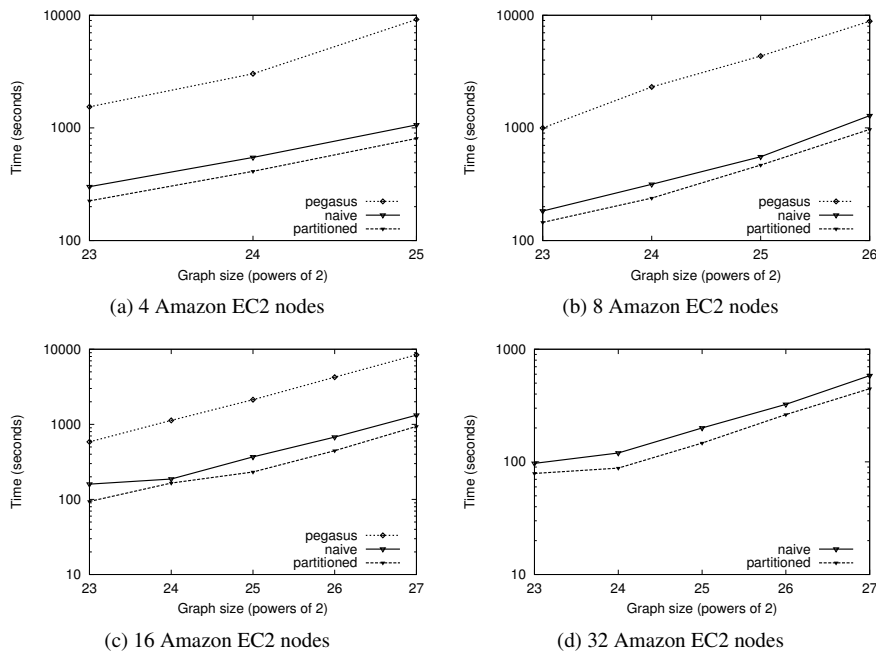 10000
1000
100
Time (seconds)
pegasus
naive
partitioned
23 24 25
Graph size (powers of 2)
(a) 4 Amazon EC2 nodes
10000
1000
100
Time (seconds)
pegasus
naive
partitioned
23 24 25 26
Graph size (powers of 2)
(b) 8 Amazon EC2 nodes
10000
1000
100
10
Time (seconds)
pegasus
naive
partitioned
23 24 25 26 27
Graph size (powers of 2)
(c) 16 Amazon EC2 nodes
1000
100
10
Time (seconds)
naive
partitioned
23 24 25 26 27
Graph size (powers of 2)
(d) 32 Amazon EC2 nodes